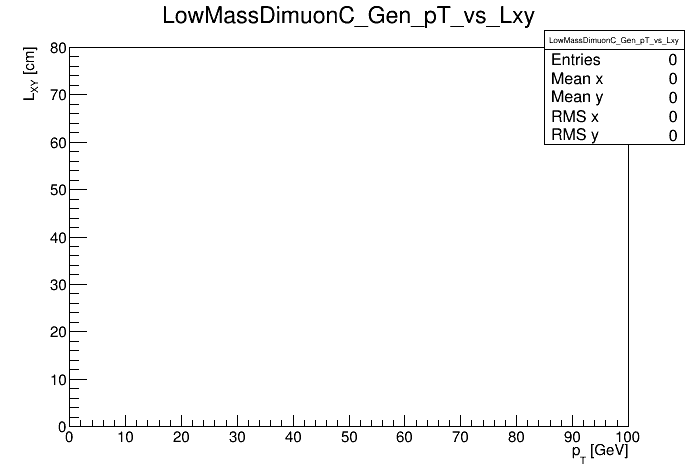 LowMassDimuonC_Gen_pT_vs_Lxy
LowMassDimuonC_Gen_pT_vs_Lxy
Entries 0
Mean x 0
Mean y 0
RMS x 0
RMS y 0
L_XY [cm]
80
70
60
50
40
30
20
10
0
0 10 20 30 40 50 60 70 80 90 100
p_T [GeV]